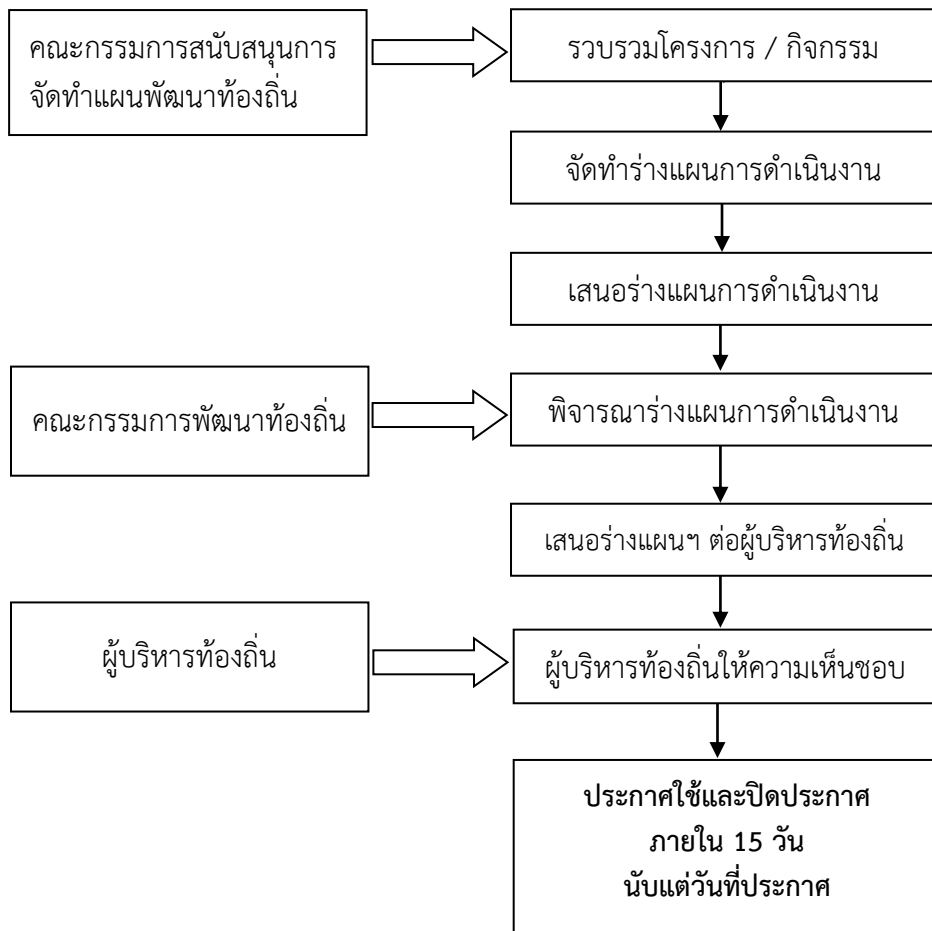 คณะกรรมการสนับสนุนการ
จัดทำแผนพัฒนาท้องถิ่น
รวบรวมโครงการ / กิจกรรม
จัดทำร่างแผนการดำเนินงาน
เสนอร่างแผนการดำเนินงาน
คณะกรรมการพัฒนาท้องถิ่น
พิจารณาร่างแผนการดำเนินงาน
เสนอร่างแผนฯ ต่อผู้บริหารท้องถิ่น
ผู้บริหารท้องถิ่น
ผู้บริหารท้องถิ่นให้ความเห็นชอบ
ประกาศใช้และปิดประกาศ
ภายใน 15 วัน
นับแต่วันที่ประกาศ